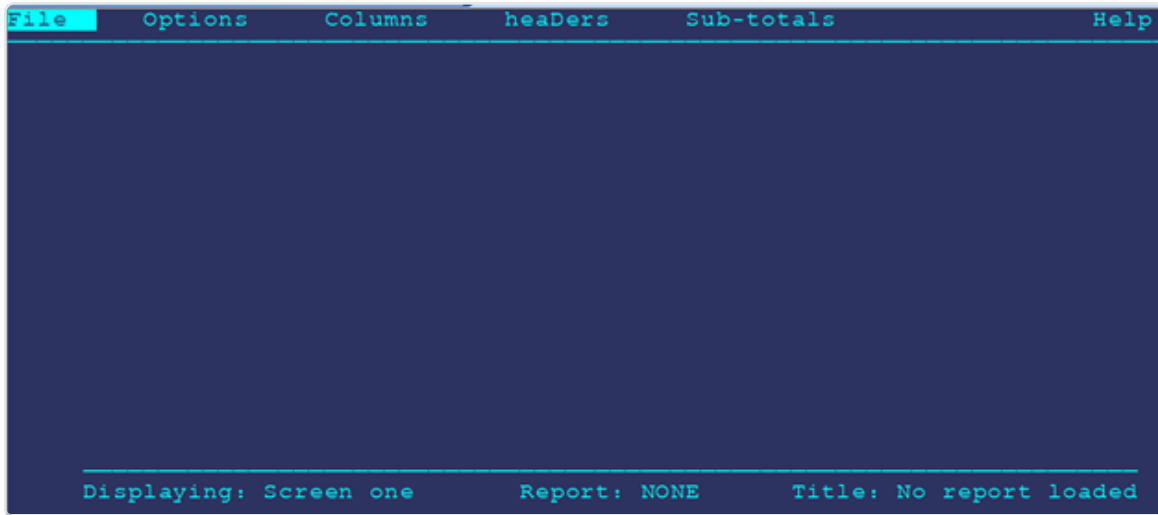 File Options Columns heaDers Sub-totals Help
Displaying: Screen one Report: NONE Title: No report loaded